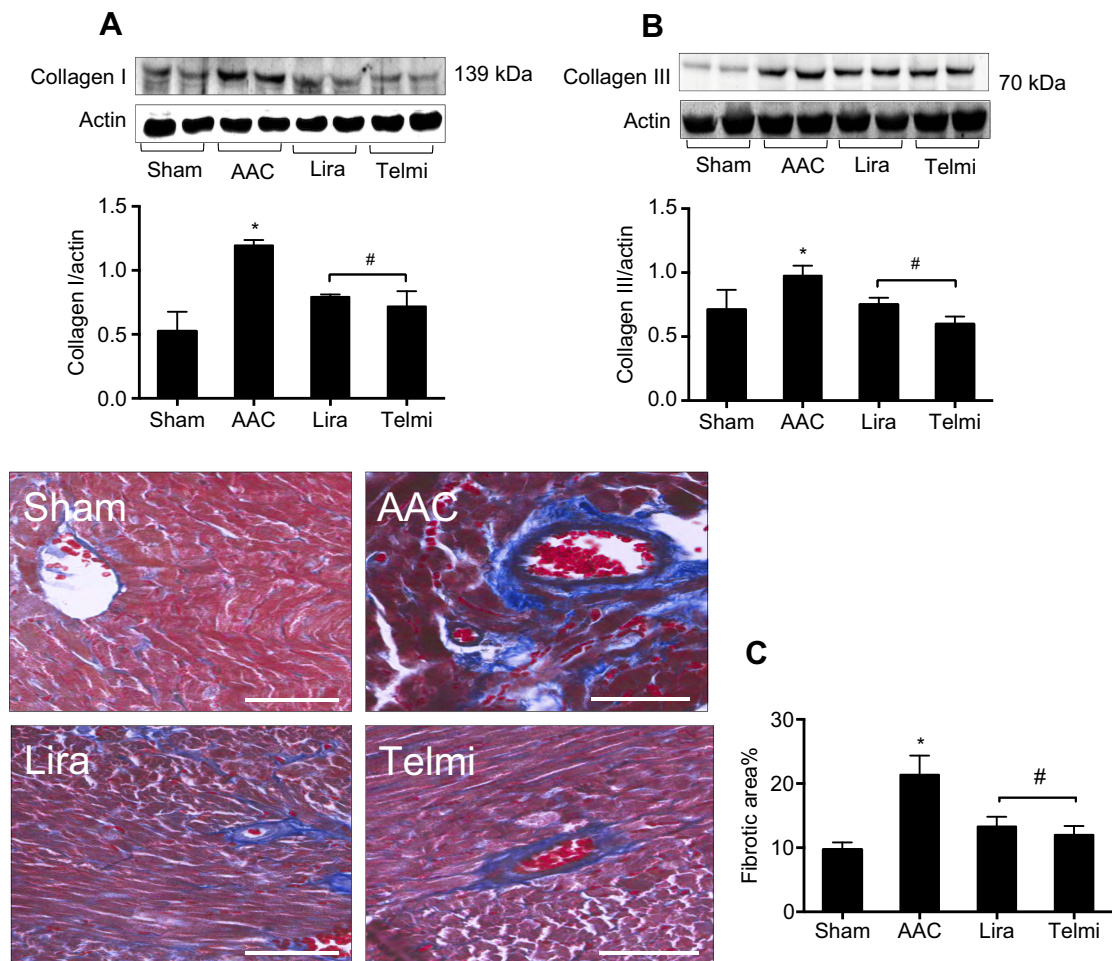 A
Collagen I
139 kDa
Actin
Sham AAC Lira Telmi
1.5
*
#
1.0
0.5
0.0
Collagen I/actin
Sham AAC Lira Telmi
B
Collagen III
70 kDa
Actin
Sham AAC Lira Telmi
1.5
*
#
1.0
0.5
0.0
Collagen III/actin
Sham AAC Lira Telmi
Sham
AAC
Lira
Telmi
C
30
*
#
20
10
0
Fibrotic area%
Sham AAC Lira Telmi